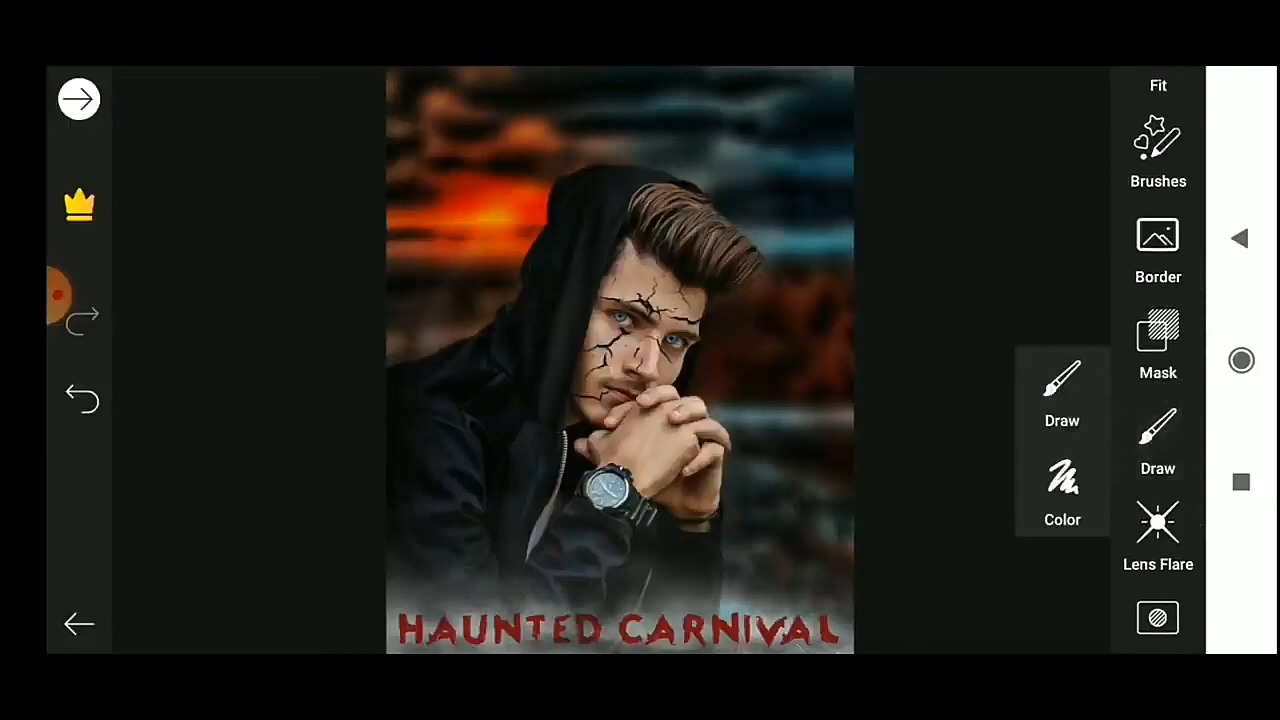 Fit
Brushes
Border
Mask
Draw
Draw
Color
Lens Flare
HAUNTED CARNIVAL